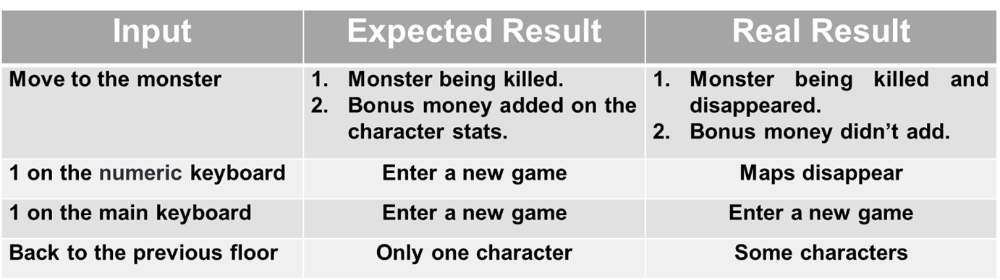 Input Expected Result Real Result
Move to the monster
1. Monster being killed.
2. Bonus money added on the
character stats.
1. Monster being killed and
disappeared.
2. Bonus money didn’t add.
1 on the numeric keyboard Enter a new game Maps disappear
1 on the main keyboard Enter a new game Enter a new game
Back to the previous floor Only one character Some characters